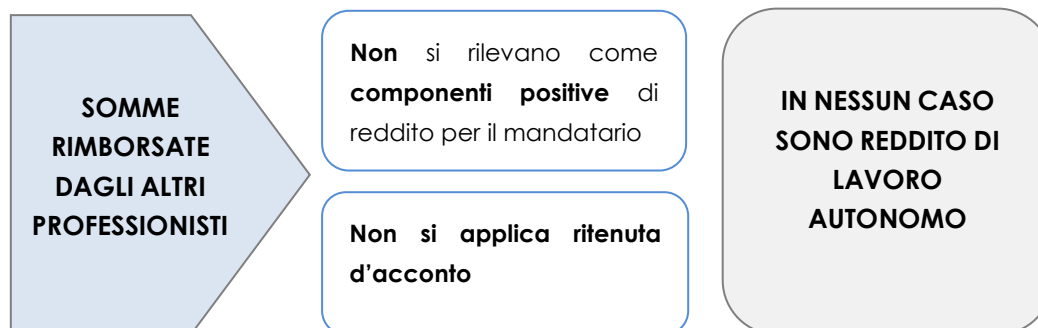 SOMME
RIMBORSATE
DAGLI ALTRI
PROFESSIONISTI
Non si rilevano come
componenti positive di
reddito per il mandatario
Non si applica ritenuta
d'acconto
IN NESSUN CASO
SONO REDDITO DI
LAVORO
AUTONOMO